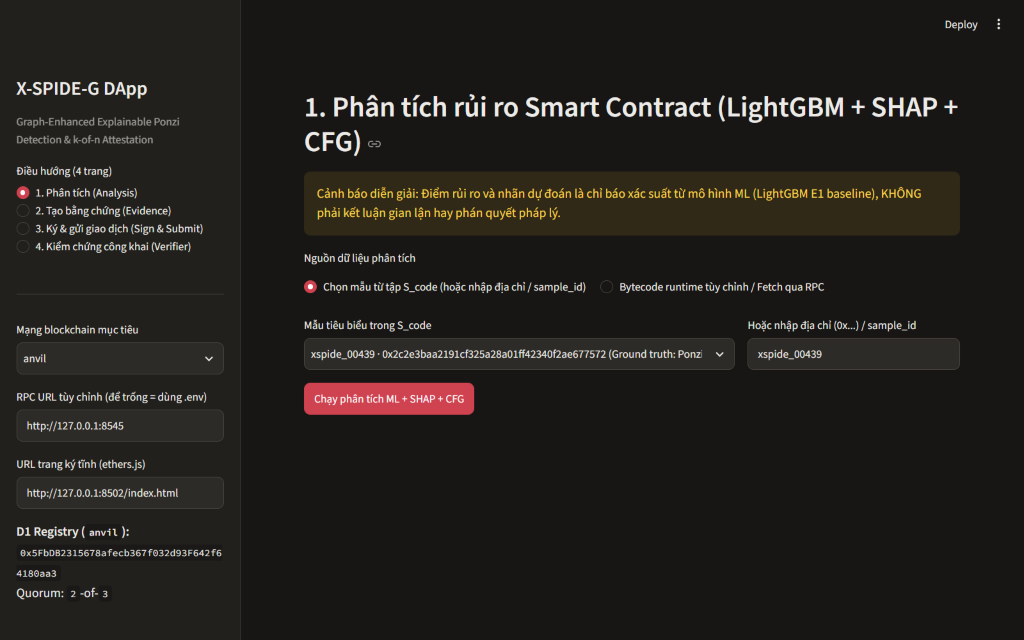 Deploy
X-SPIDE-G DApp
Graph-Enhanced Explainable Ponzi
Detection & k-of-n Attestation
Điều hướng (4 trang)
1. Phân tích (Analysis)
2. Tạo bằng chứng (Evidence)
3. Ký & gửi giao dịch (Sign & Submit)
4. Kiểm chứng công khai (Verifier)
Mạng blockchain mục tiêu
anvil
RPC URL tùy chỉnh (để trống = dùng .env)
http://127.0.0.1:8545
URL trang ký tĩnh (ethers.js)
http://127.0.0.1:8502/index.html
D1 Registry ( anvil ):
0x5FbDB2315678afecb367f032d93F642f6
4180aa3
Quorum: 2 -of- 3
1. Phân tích rủi ro Smart Contract (LightGBM + SHAP +
CFG)
Cảnh báo diễn giải: Điểm rủi ro và nhãn dự đoán là chỉ báo xác suất từ mô hình ML (LightGBM E1 baseline), KHÔNG
phải kết luận gian lận hay phán quyết pháp lý.
Nguồn dữ liệu phân tích
Chọn mẫu từ tập S_code (hoặc nhập địa chỉ / sample_id)
Bytecode runtime tùy chỉnh / Fetch qua RPC
Mẫu tiêu biểu trong S_code
xspide_00439 · 0x2c2e3baa2191cf325a28a01ff42340f2ae677572 (Ground truth: Ponzi
Hoặc nhập địa chỉ (0x...) / sample_id
xspide_00439
Chạy phân tích ML + SHAP + CFG